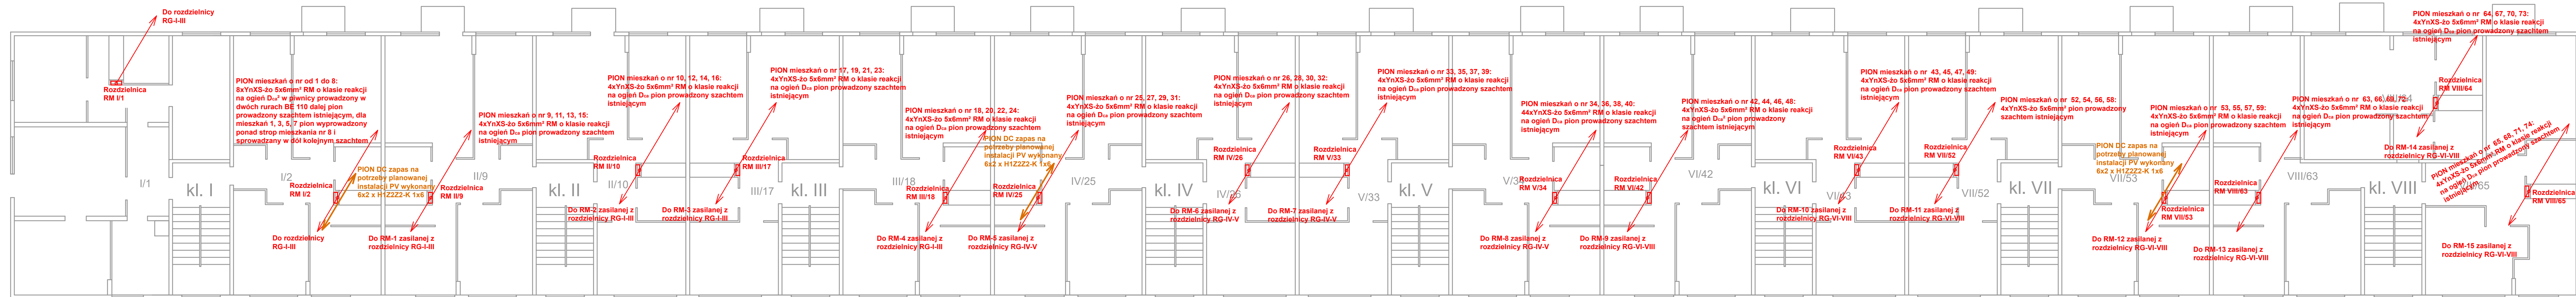 Do rozdzielnicy
RG-I-III
Rozdzielnica
RM I/1
I/1
kl. I
PION mieszkań o nr od 1 do 8:
8xYnXS-żo 5x6mm² RM o klasie reakcji
na ogień Dca² w piwnicy prowadzony w
dwóch rurach BE 110 dalej pion
prowadzony szachtem istniejącym, dla
mieszkań 1, 3, 5, 7 pion wyprowadzony
ponad strop mieszkania nr 8 i
sprowadzany w dół kolejnym szachtem
I/2
Rozdzielnica
RM I/2
PION DC zapas na
potrzeby planowanej
instalacji PV wykonany
6x2 x H1Z2Z2-K 1x6
Do rozdzielnicy
RG-I-III
PION mieszkań o nr 9, 11, 13, 15:
4xYnXS-żo 5x6mm² RM o klasie reakcji
na ogień Dca pion prowadzony szachtem
istniejącym
II/9
Rozdzielnica
RM II/9
Do RM-1 zasilanej z
rozdzielnicy RG-I-III
kl. II
PION mieszkań o nr 10, 12, 14, 16:
4xYnXS-żo 5x6mm² RM o klasie reakcji
na ogień Dca pion prowadzony szachtem
istniejącym
Rozdzielnica
RM II/10
II/10
Do RM-2 zasilanej z
rozdzielnicy RG-I-III
PION mieszkań o nr 17, 19, 21, 23:
4xYnXS-żo 5x6mm² RM o klasie reakcji
na ogień Dca pion prowadzony szachtem
istniejącym
Rozdzielnica
RM III/17
III/17
Do RM-3 zasilanej z
rozdzielnicy RG-I-III
kl. III
PION mieszkań o nr 18, 20, 22, 24:
4xYnXS-żo 5x6mm² RM o klasie reakcji
na ogień Dca pion prowadzony szachtem
istniejącym
III/18
Rozdzielnica
RM III/18
Do RM-4 zasilanej z
rozdzielnicy RG-I-III
PION mieszkań o nr 25, 27, 29, 31:
4xYnXS-żo 5x6mm² RM o klasie reakcji
na ogień Dca pion prowadzony szachtem
istniejącym
PION DC zapas na
potrzeby planowanej
instalacji PV wykonany
6x2 x H1Z2Z2-K 1x6
IV/25
Rozdzielnica
RM IV/25
Do RM-5 zasilanej z
rozdzielnicy RG-IV-V
kl. IV
PION mieszkań o nr 26, 28, 30, 32:
4xYnXS-żo 5x6mm² RM o klasie reakcji
na ogień Dca pion prowadzony szachtem
istniejącym
Rozdzielnica
RM IV/26
IV/26
Do RM-6 zasilanej z
rozdzielnicy RG-IV-V
PION mieszkań o nr 33, 35, 37, 39:
4xYnXS-żo 5x6mm² RM o klasie reakcji
na ogień Dca pion prowadzony szachtem
istniejącym
Rozdzielnica
RM V/33
V/33
Do RM-7 zasilanej z
rozdzielnicy RG-IV-V
kl. V
PION mieszkań o nr 34, 36, 38, 40:
44xYnXS-żo 5x6mm² RM o klasie reakcji
na ogień Dca pion prowadzony szachtem
istniejącym
Rozdzielnica
RM V/34
Do RM-8 zasilanej z
rozdzielnicy RG-IV-V
PION mieszkań o nr 42, 44, 46, 48:
4xYnXS-żo 5x6mm² RM o klasie reakcji
na ogień Dca² pion prowadzony
szachtem istniejącym
Rozdzielnica
RM VI/42
VI/42
Do RM-9 zasilanej z
rozdzielnicy RG-VI-VIII
kl. VI
PION mieszkań o nr  43, 45, 47, 49:
4xYnXS-żo 5x6mm² RM o klasie reakcji
na ogień Dca pion prowadzony szachtem
istniejącym
Rozdzielnica
RM VI/43
VI/43
Do RM-10 zasilanej z
rozdzielnicy RG-VI-VIII
PION mieszkań o nr  52, 54, 56, 58:
na ogień Dca pion prowadzony
szachtem istniejącym
Rozdzielnica
RM VII/52
VII/52
Do RM-11 zasilanej z
rozdzielnicy RG-VI-VIII
kl. VII
PION mieszkań o nr  53, 55, 57, 59:
4xYnXS-żo 5x6mm² RM o klasie reakcji
na ogień Dca pion prowadzony szachtem
istniejącym
PION DC zapas na
potrzeby planowanej
instalacji PV wykonany
6x2 x H1Z2Z2-K 1x6
VII/53
Rozdzielnica
RM VII/53
Do RM-12 zasilanej z
rozdzielnicy RG-VI-VIII
PION mieszkań o nr  63, 66, 69, 72:
4xYnXS-żo 5x6mm² RM o klasie reakcji
na ogień Dca pion prowadzony szachtem
istniejącym
Rozdzielnica
RM VIII/63
VIII/63
Do RM-13 zasilanej z
rozdzielnicy RG-VI-VIII
kl. VIII
PION mieszkań o nr  64, 67, 70, 73:
4xYnXS-żo 5x6mm² RM o klasie reakcji
na ogień Dca pion prowadzony szachtem
istniejącym
Rozdzielnica
RM VIII/64
Do RM-14 zasilanej z
rozdzielnicy RG-VI-VIII
PION mieszkań o nr  65, 68, 71, 74:
4xYnXS-żo 5x6mm² RM o klasie reakcji
na ogień Dca pion prowadzony szachtem
istniejącym
Rozdzielnica
RM VIII/65
Do RM-15 zasilanej z
rozdzielnicy RG-VI-VIII